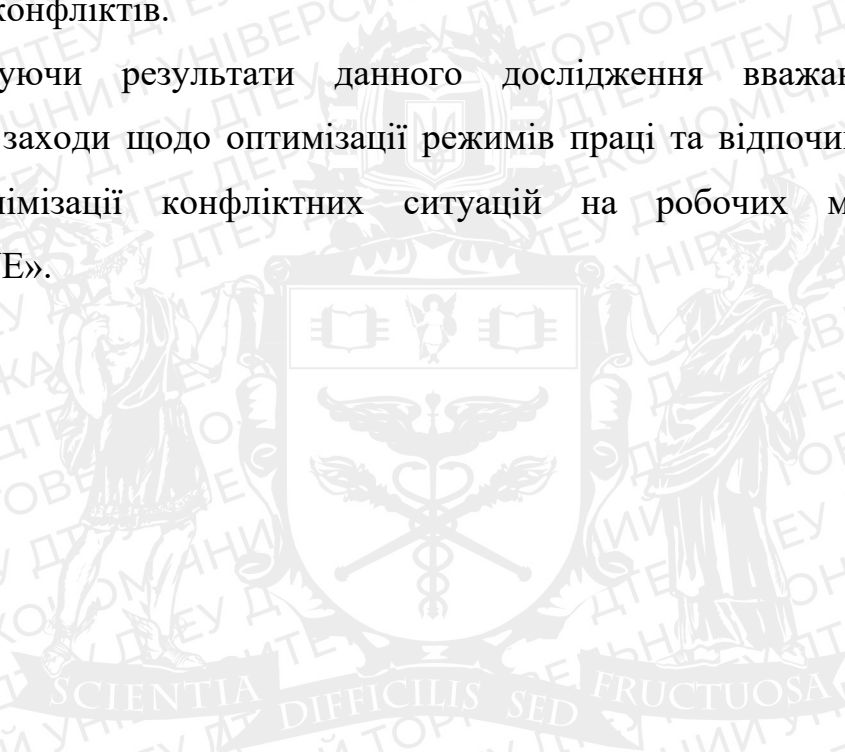 конфліктів.
уючи результати данного дослідження вважа
заходи щодо оптимізації режимів праці та відпочи
німізації конфліктних ситуацій на робочих м
Е».
SCIENTIA DIFFICILIS SED FRUCTUOSA